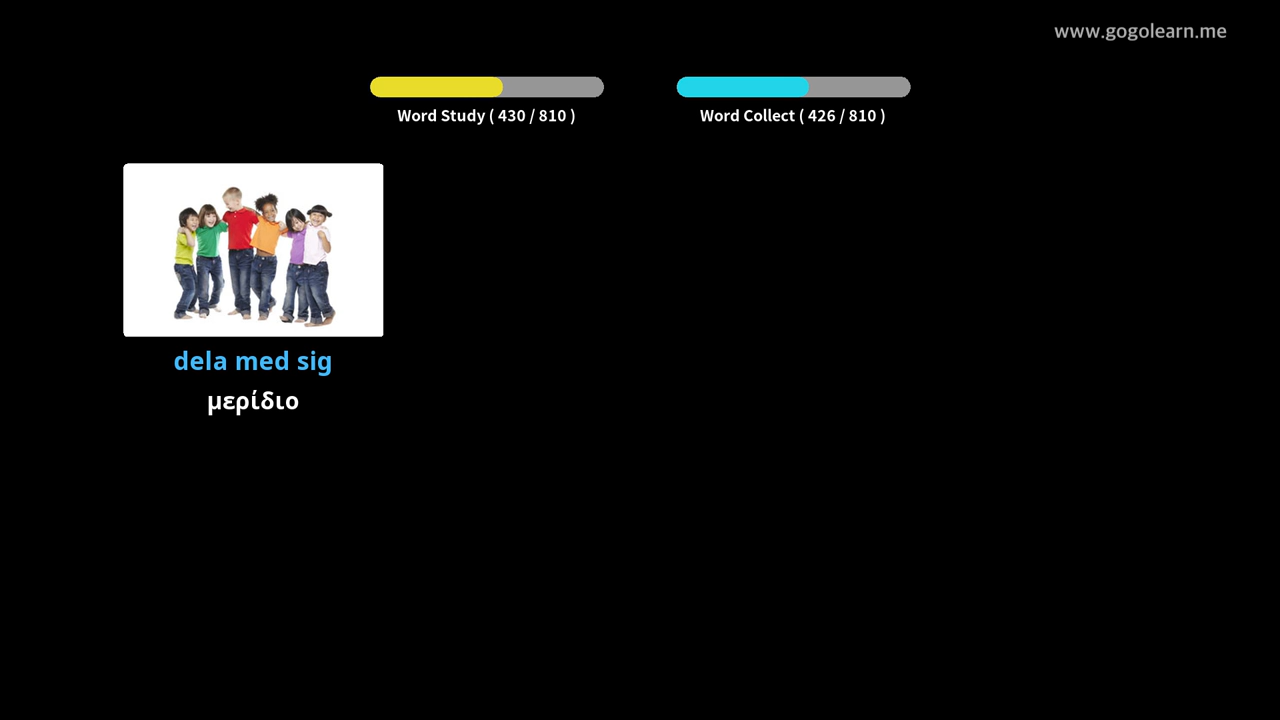 www.gogolearn.me
Word Study ( 430 / 810 )
Word Collect ( 426 / 810 )
dela med sig
μερίδιο